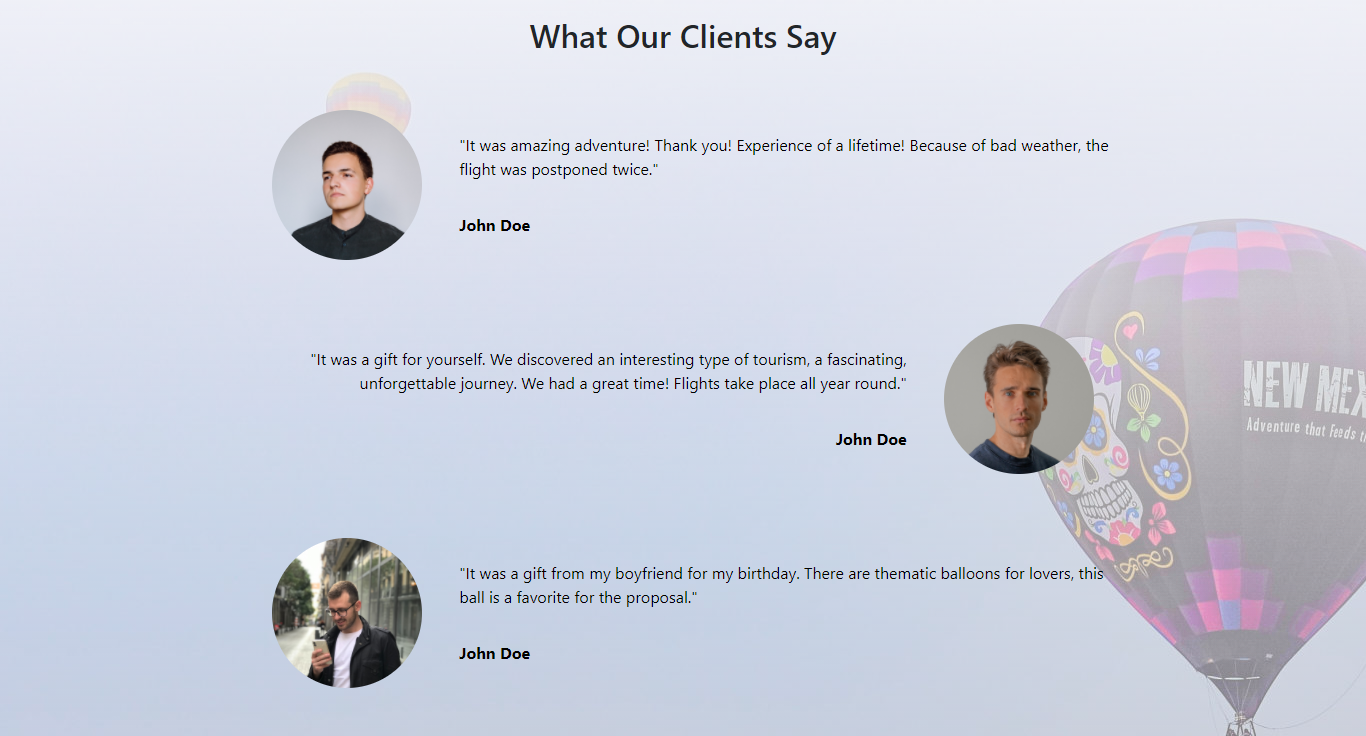 What Our Clients Say
"It was amazing adventure! Thank you! Experience of a lifetime! Because of bad weather, the
flight was postponed twice."
John Doe
"It was a gift for yourself. We discovered an interesting type of tourism, a fascinating,
unforgettable journey. We had a great time! Flights take place all year round."
John Doe
NEW MEX
Adventure that Feeds
"It was a gift from my boyfriend for my birthday. There are thematic balloons for lovers, this
ball is a favorite for the proposal."
John Doe